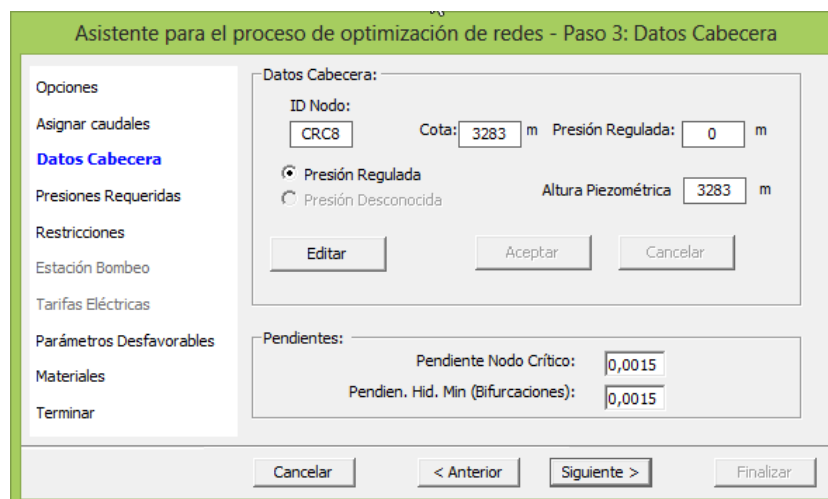 Asistente para el proceso de optimización de redes - Paso 3: Datos Cabecera
Opciones
Asignar caudales
Datos Cabecera
Presiones Requeridas
Restricciones
Estación Bombeo
Tarifas Eléctricas
Parámetros Desfavorables
Materiales
Terminar
Datos Cabecera:
ID Nodo:
CRC8 Cota: 3283 m Presión Regulada: 0 m
Presión Regulada
Presión Desconocida
Altura Piezométrica 3283 m
Editar Aceptar Cancelar
Pendientes:
Pendiente Nodo Crítico: 0,0015
Pendien. Hid. Min (Bifurcaciones): 0,0015
Cancelar < Anterior Siguiente > Finalizar